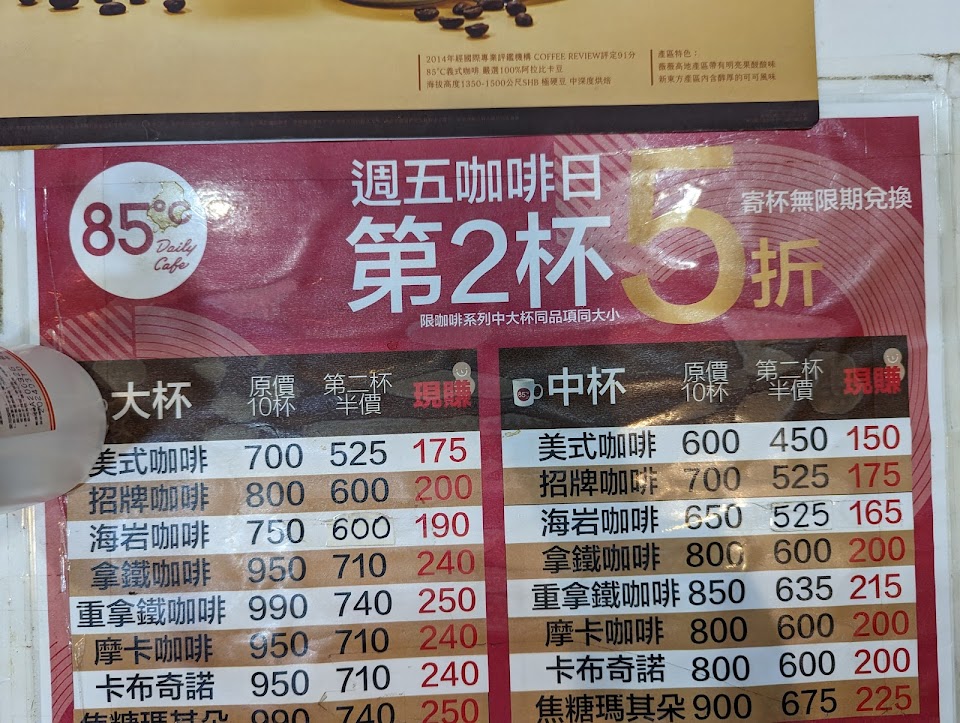 2014年經國際專業評鑑機構 COFFEE REVIEW評定91分
85°C義式咖啡 嚴選100%阿拉比卡豆
海拔高度1350-1500公尺SHB 極硬豆 中深度烘焙
產區特色：
薇薇高地產區帶有明亮果酸酸味
新東方產區內含醇厚的可可風味
85°C
Daily
Cafe
週五咖啡日
第2杯5折
寄杯無限期兌換
限咖啡系列中大杯同品項同大小
大杯 原價10杯 第二杯半價 現賺
美式咖啡 700 525 175
招牌咖啡 800 600 200
海岩咖啡 750 600 190
拿鐵咖啡 950 710 240
重拿鐵咖啡 990 740 250
摩卡咖啡 950 710 240
卡布奇諾 950 710 240
焦糖瑪其朵 990 740 250
中杯 原價10杯 第二杯半價 現賺
美式咖啡 600 450 150
招牌咖啡 700 525 175
海岩咖啡 650 525 165
拿鐵咖啡 800 600 200
重拿鐵咖啡 850 635 215
摩卡咖啡 800 600 200
卡布奇諾 800 600 200
焦糖瑪其朵 900 675 225